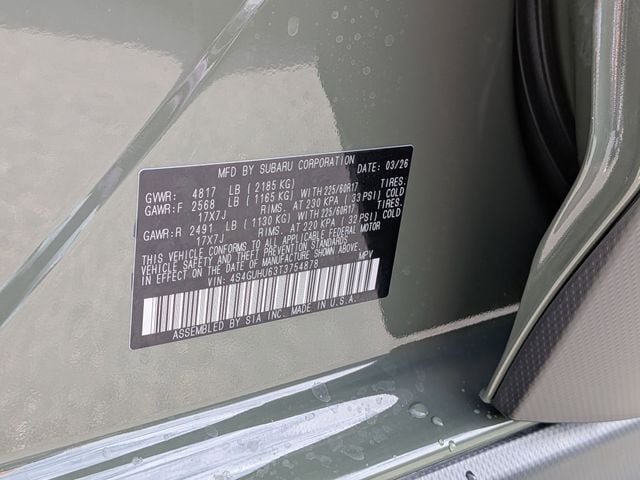 MFD BY SUBARU CORPORATION DATE: 03/26
GVWR: 4817 LB ( 2185 KG)
GAWR:F 2568 LB ( 1165 KG) WITH 225/60R17 TIRES.
17X7J RIMS. AT 230 KPA ( 33 PSI) COLD.
GAWR:R 2491 LB ( 1130 KG) WITH 225/60R17 TIRES.
17X7J RIMS. AT 220 KPA ( 32 PSI) COLD.
THIS VEHICLE CONFORMS TO ALL APPLICABLE FEDERAL MOTOR
VEHICLE SAFETY AND THEFT PREVENTION STANDARDS
IN EFFECT ON THE DATE OF MANUFACTURE SHOWN ABOVE.
VIN: 4S4GUHU63T3754878 MPV
ASSEMBLED BY SIA INC. MADE IN U.S.A.